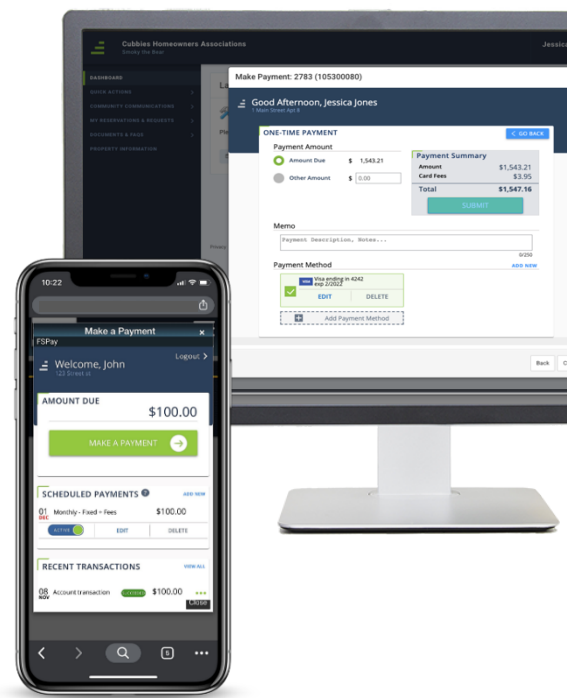 Cubbies Homeowners Associations
Smoky the Bear
Jessic
DASHBOARD
QUICK ACTIONS
COMMUNITY COMMUNICATIONS
MY RESERVATIONS & REQUESTS
DOCUMENTS & FAQS
PROPERTY INFORMATION
La
Ple
Privacy
Make Payment: 2783 (105300080)
Good Afternoon, Jessica Jones
1 Main Street Apt 8
ONE-TIME PAYMENT
GO BACK
Payment Amount
Amount Due $ 1,543.21
Other Amount $ 0.00
Payment Summary
Amount $1,543.21
Card Fees $3.95
Total $1,547.16
SUBMIT
Memo
Payment Description, Notes...
0/250
Payment Method
ADD NEW
VISA Visa ending in 4242
exp 2/2022
EDIT DELETE
Add Payment Method
Back C
10:22
Make a Payment x
FSPay
Logout
Welcome, John
123 Street st
AMOUNT DUE
$100.00
MAKE A PAYMENT
SCHEDULED PAYMENTS ?
ADD NEW
01 DEC Monthly - Fixed + Fees $100.00
ACTIVE EDIT DELETE
RECENT TRANSACTIONS
VIEW ALL
08 NOV Account transaction $100.00
Close
5